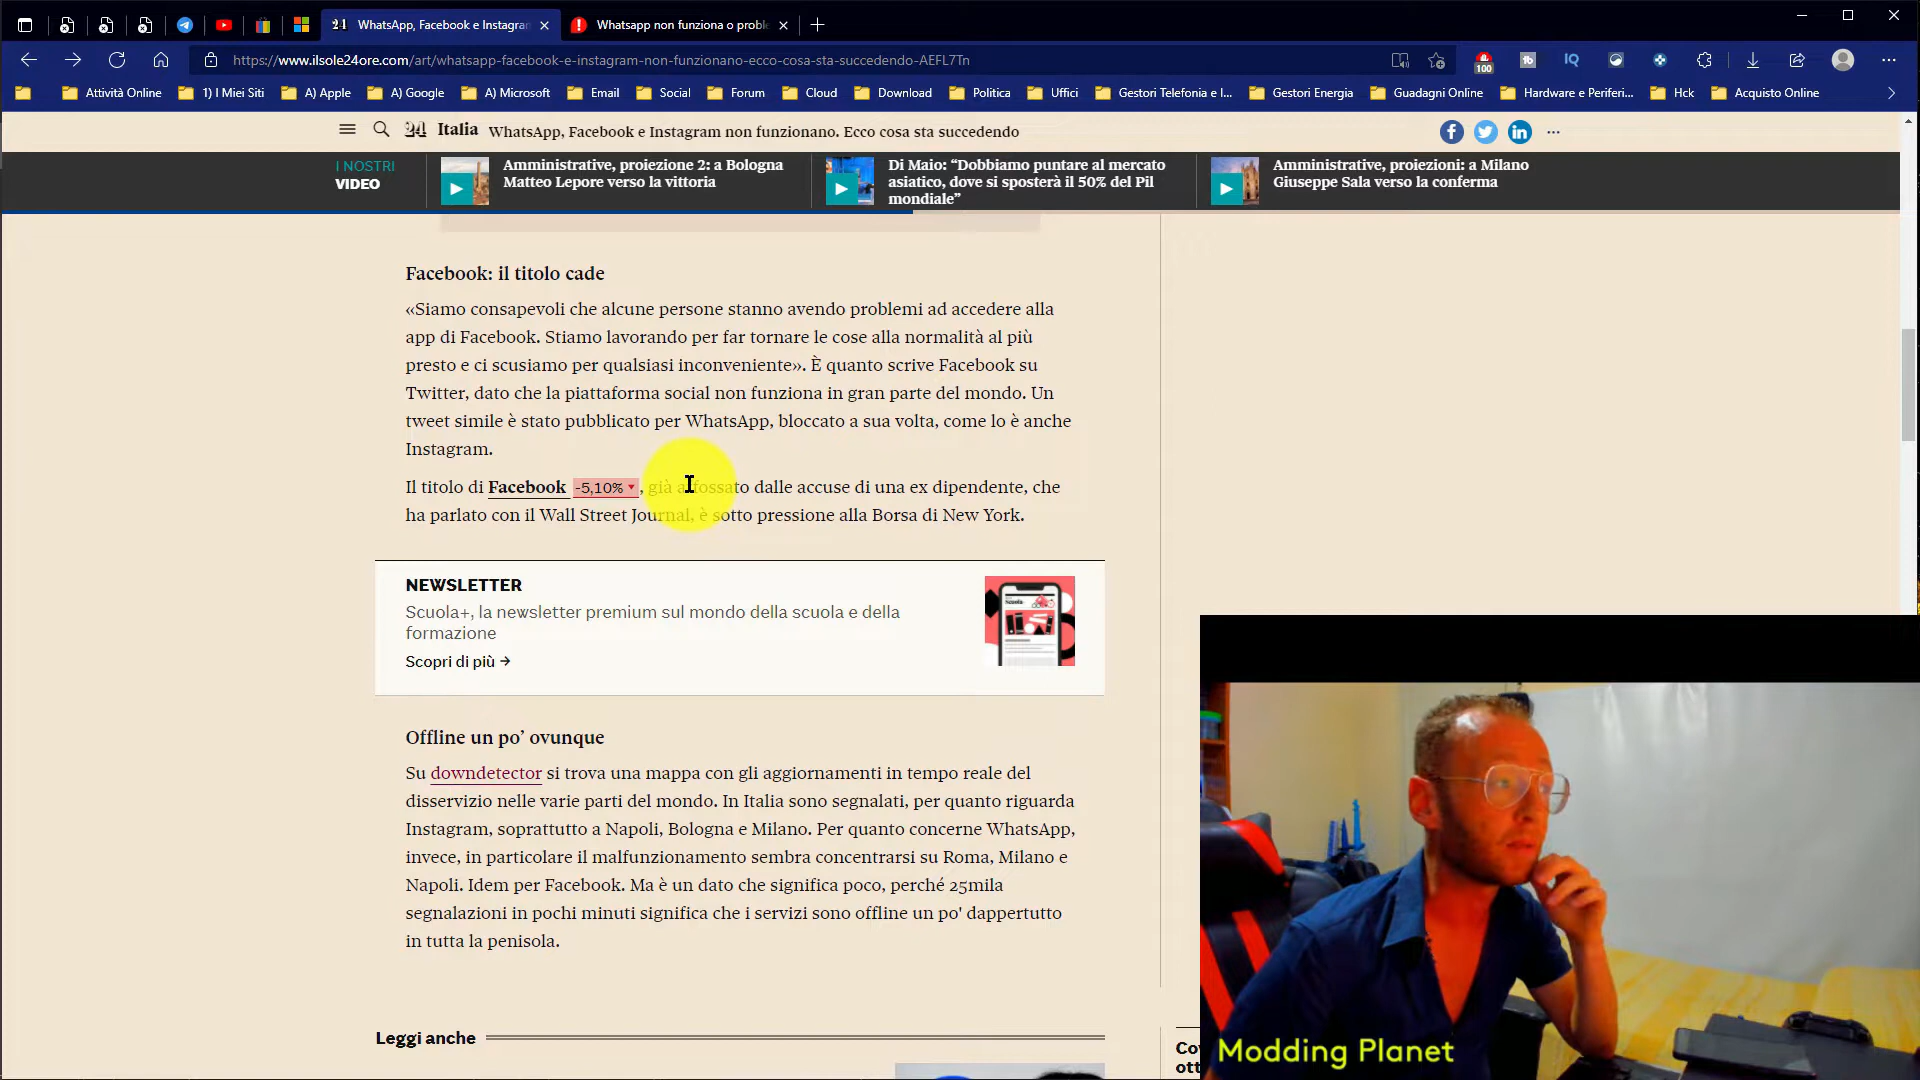 WhatsApp, Facebook e Instagram
Whatsapp non funziona o proble
https://www.ilsole24ore.com/art/whatsapp-facebook-e-instagram-non-funzionano-ecco-cosa-sta-succedendo-AEFL7Tn
100
Attività Online
1) I Miei Siti
A) Apple
A) Google
A) Microsoft
Email
Social
Forum
Cloud
Download
Politica
Uffici
Gestori Telefonia e I...
Gestori Energia
Guadagni Online
Hardware e Periferi...
Hck
Acquisto Online
24 Italia WhatsApp, Facebook e Instagram non funzionano. Ecco cosa sta succedendo
I NOSTRI
VIDEO
Amministrative, proiezione 2: a Bologna
Matteo Lepore verso la vittoria
Di Maio: “Dobbiamo puntare al mercato
asiatico, dove si sposterà il 50% del Pil
mondiale”
Amministrative, proiezioni: a Milano
Giuseppe Sala verso la conferma
Facebook: il titolo cade
«Siamo consapevoli che alcune persone stanno avendo problemi ad accedere alla
app di Facebook. Stiamo lavorando per far tornare le cose alla normalità al più
presto e ci scusiamo per qualsiasi inconveniente». È quanto scrive Facebook su
Twitter, dato che la piattaforma social non funziona in gran parte del mondo. Un
tweet simile è stato pubblicato per WhatsApp, bloccato a sua volta, come lo è anche
Instagram.
Il titolo di Facebook -5,10%, già affossato dalle accuse di una ex dipendente, che
ha parlato con il Wall Street Journal, è sotto pressione alla Borsa di New York.
NEWSLETTER
Scuola+, la newsletter premium sul mondo della scuola e della
formazione
Scopri di più →
Offline un po’ ovunque
Su downdetector si trova una mappa con gli aggiornamenti in tempo reale del
disservizio nelle varie parti del mondo. In Italia sono segnalati, per quanto riguarda
Instagram, soprattutto a Napoli, Bologna e Milano. Per quanto concerne WhatsApp,
invece, in particolare il malfunzionamento sembra concentrarsi su Roma, Milano e
Napoli. Idem per Facebook. Ma è un dato che significa poco, perché 25mila
segnalazioni in pochi minuti significa che i servizi sono offline un po' dappertutto
in tutta la penisola.
Leggi anche
Modding Planet